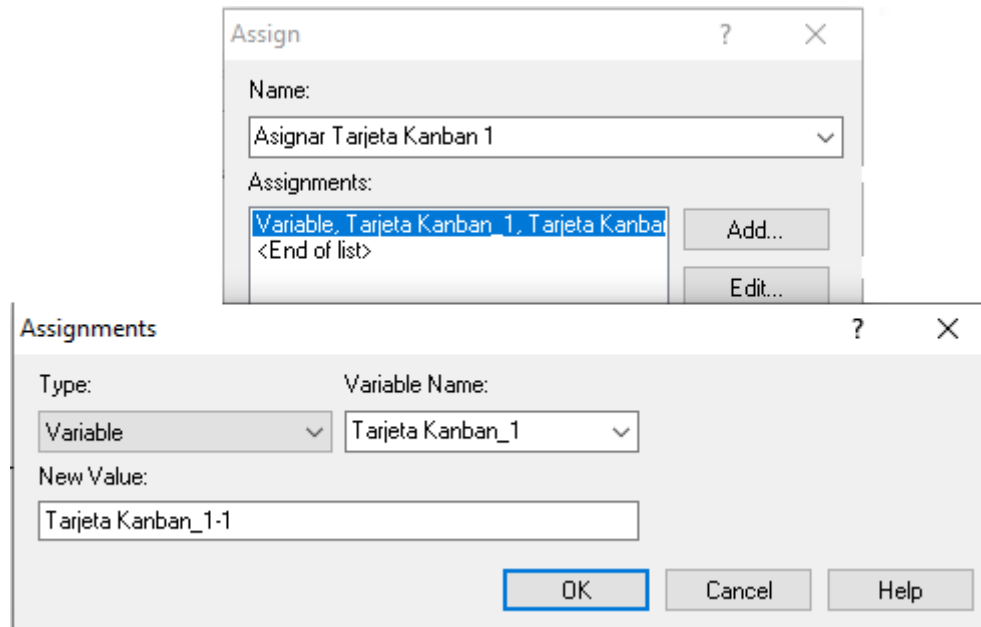 Assign ?
Name:
Asignar Tarjeta Kanban 1
Assignments:
Variable, Tarjeta Kanban_1, Tarjeta Kanban
Add...
<End of list>
Edit...
Assignments ?
Type: Variable Name:
Variable Tarjeta Kanban_1
New Value:
Tarjeta Kanban_1-1
OK Cancel Help